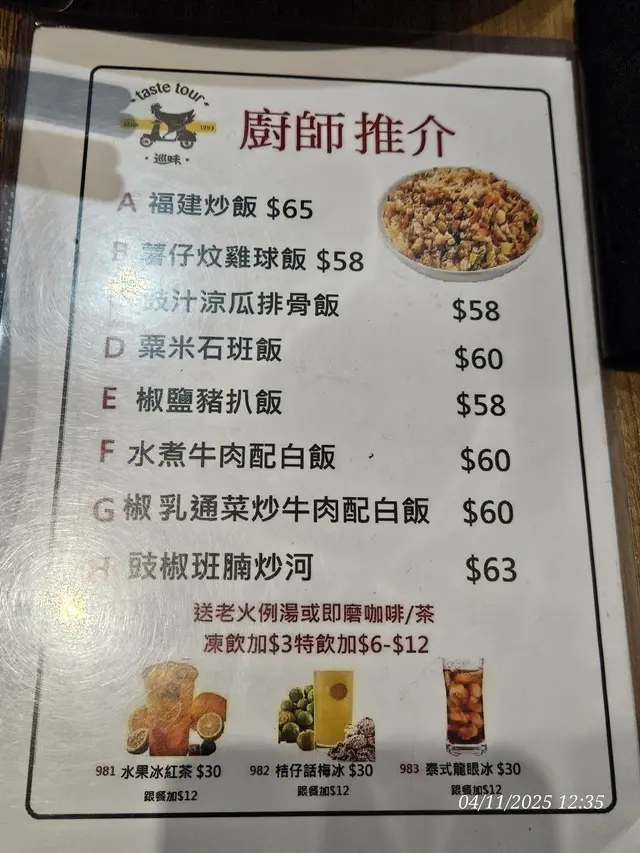 taste tour
1993
巡味
廚師推介
A 福建炒飯 $65
B 薯仔炆雞球飯 $58
豉汁涼瓜排骨飯 $58
D 粟米石班飯 $60
E 椒鹽豬扒飯 $58
F 水煮牛肉配白飯 $60
G 椒乳通菜炒牛肉配白飯 $60
H 豉椒班腩炒河 $63
送老火例湯或即磨咖啡/茶
凍飲加$3特飲加$6-$12
981 水果冰紅茶 $30
跟餐加$12
982 桔仔話梅冰 $30
跟餐加$12
983 泰式龍眼冰 $30
跟餐加$12
04/11/2025 12:35